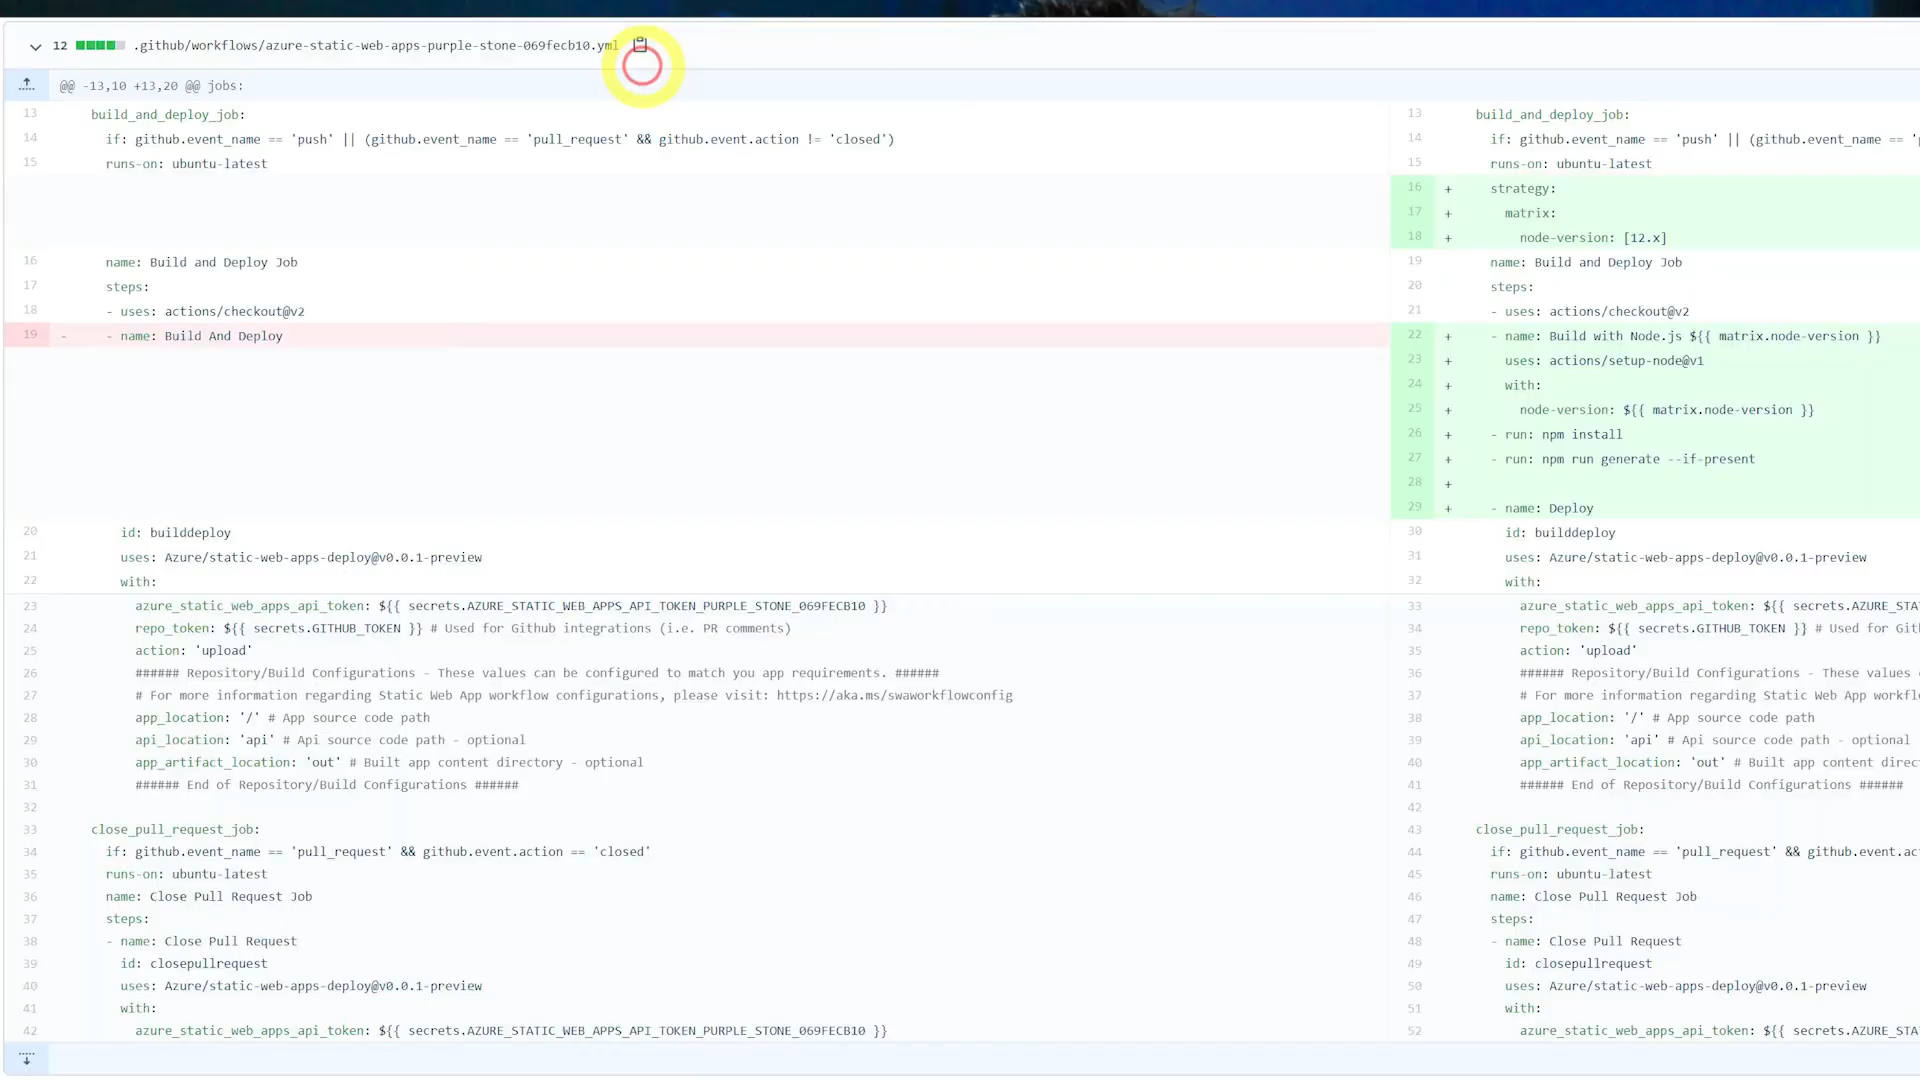 12 .github/workflows/azure-static-web-apps-purple-stone-069fecb10.yml
@@ -13,10 +13,20 @@ jobs:
13 build_and_deploy_job:
14 if: github.event_name == 'push' || (github.event_name == 'pull_request' && github.event.action != 'closed')
15 runs-on: ubuntu-latest
16 name: Build and Deploy Job
17 steps:
18 - uses: actions/checkout@v2
19 - - name: Build And Deploy
20 id: builddeploy
21 uses: Azure/static-web-apps-deploy@v0.0.1-preview
22 with:
23 azure_static_web_apps_api_token: ${{ secrets.AZURE_STATIC_WEB_APPS_API_TOKEN_PURPLE_STONE_069FECB10 }}
24 repo_token: ${{ secrets.GITHUB_TOKEN }} # Used for Github integrations (i.e. PR comments)
25 action: 'upload'
26 ###### Repository/Build Configurations - These values can be configured to match you app requirements. ######
27 # For more information regarding Static Web App workflow configurations, please visit: https://aka.ms/swaworkflowconfig
28 app_location: '/' # App source code path
29 api_location: 'api' # Api source code path - optional
30 app_artifact_location: 'out' # Built app content directory - optional
31 ###### End of Repository/Build Configurations ######
32
33 close_pull_request_job:
34 if: github.event_name == 'pull_request' && github.event.action == 'closed'
35 runs-on: ubuntu-latest
36 name: Close Pull Request Job
37 steps:
38 - name: Close Pull Request
39 id: closepullrequest
40 uses: Azure/static-web-apps-deploy@v0.0.1-preview
41 with:
42 azure_static_web_apps_api_token: ${{ secrets.AZURE_STATIC_WEB_APPS_API_TOKEN_PURPLE_STONE_069FECB10 }}
13 build_and_deploy_job:
14 if: github.event_name == 'push' || (github.event_name == 'p
15 runs-on: ubuntu-latest
16 + strategy:
17 + matrix:
18 + node-version: [12.x]
19 name: Build and Deploy Job
20 steps:
21 - uses: actions/checkout@v2
22 + - name: Build with Node.js ${{ matrix.node-version }}
23 + uses: actions/setup-node@v1
24 + with:
25 + node-version: ${{ matrix.node-version }}
26 + - run: npm install
27 + - run: npm run generate --if-present
28 +
29 + - name: Deploy
30 id: builddeploy
31 uses: Azure/static-web-apps-deploy@v0.0.1-preview
32 with:
33 azure_static_web_apps_api_token: ${{ secrets.AZURE_STA
34 repo_token: ${{ secrets.GITHUB_TOKEN }} # Used for Git
35 action: 'upload'
36 ###### Repository/Build Configurations - These values
37 # For more information regarding Static Web App workfl
38 app_location: '/' # App source code path
39 api_location: 'api' # Api source code path - optional
40 app_artifact_location: 'out' # Built app content direc
41 ###### End of Repository/Build Configurations ######
42
43 close_pull_request_job:
44 if: github.event_name == 'pull_request' && github.event.ac
45 runs-on: ubuntu-latest
46 name: Close Pull Request Job
47 steps:
48 - name: Close Pull Request
49 id: closepullrequest
50 uses: Azure/static-web-apps-deploy@v0.0.1-preview
51 with:
52 azure_static_web_apps_api_token: ${{ secrets.AZURE_STA